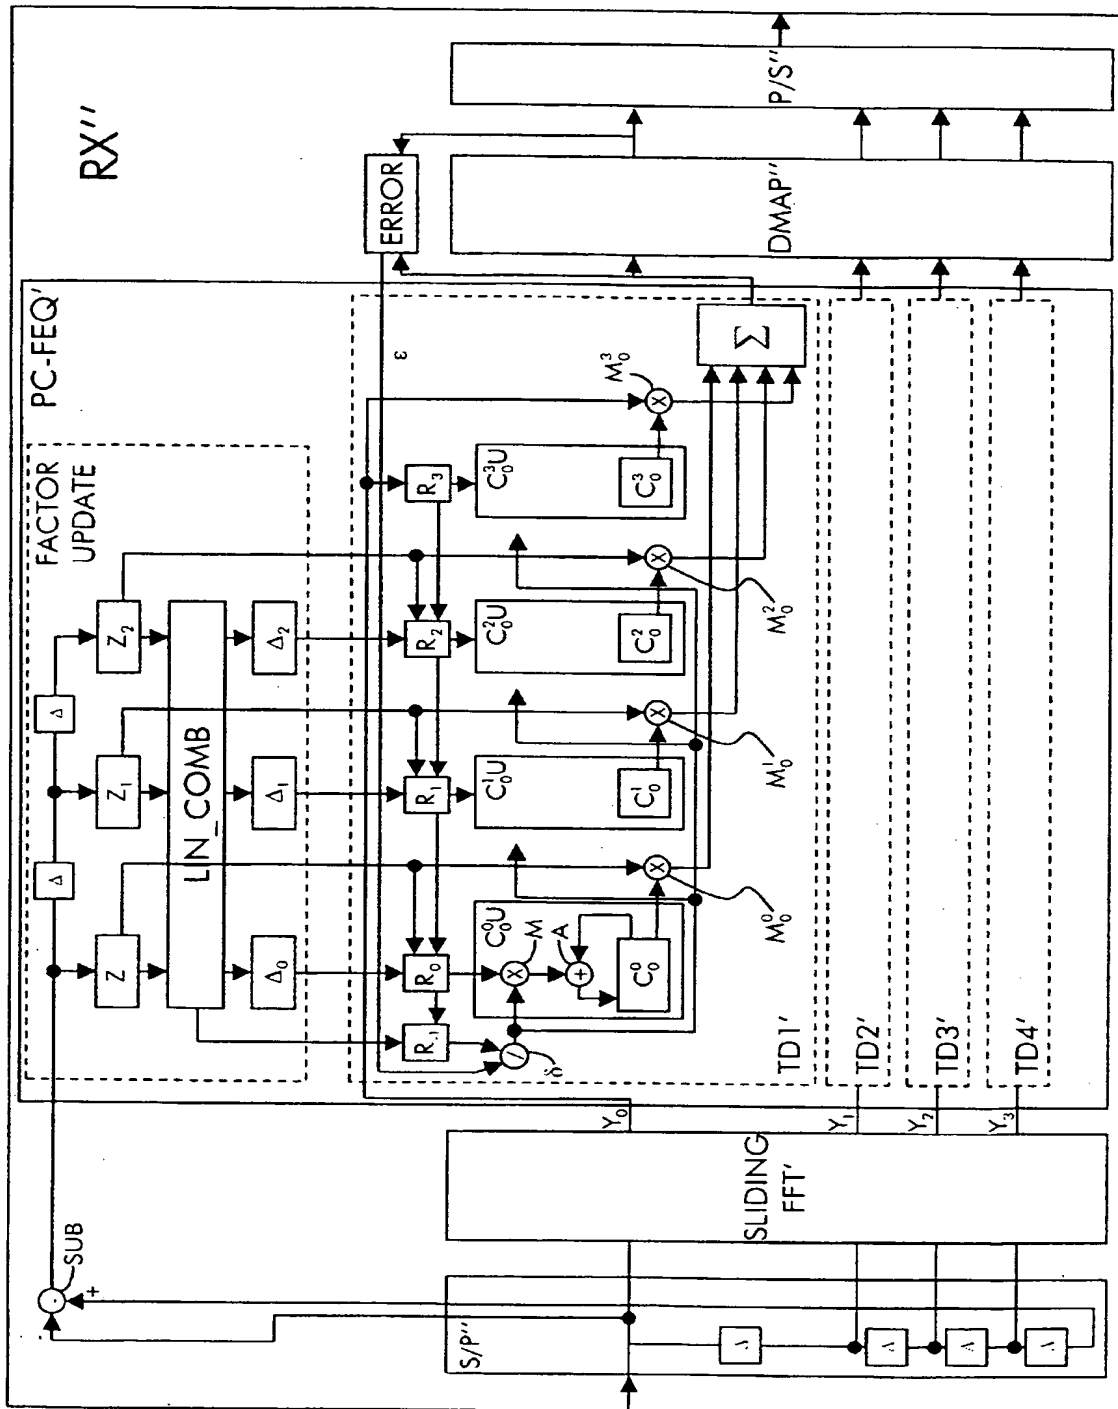 RX''
PC-FEQ'
FACTOR
UPDATE
Δ
Δ
Z
Z₁
Z₂
LIN_COMB
Δ₀
Δ₁
Δ₂
ERROR
ε
R₋₁
R₀
R₁
R₂
R₃
C₀⁰U
C₀¹U
C₀²U
C₀³U
M
A
X
+
/
δ
C₀⁰
C₀¹
C₀²
C₀³
X
X
X
X
M₀⁰
M₀¹
M₀²
M₀³
Σ
TD1'
TD2'
TD3'
TD4'
Y₀
Y₁
Y₂
Y₃
SLIDING
FFT'
SUB
-
+
S/P''
Δ
Δ
Δ
Δ
DMAP''
P/S''